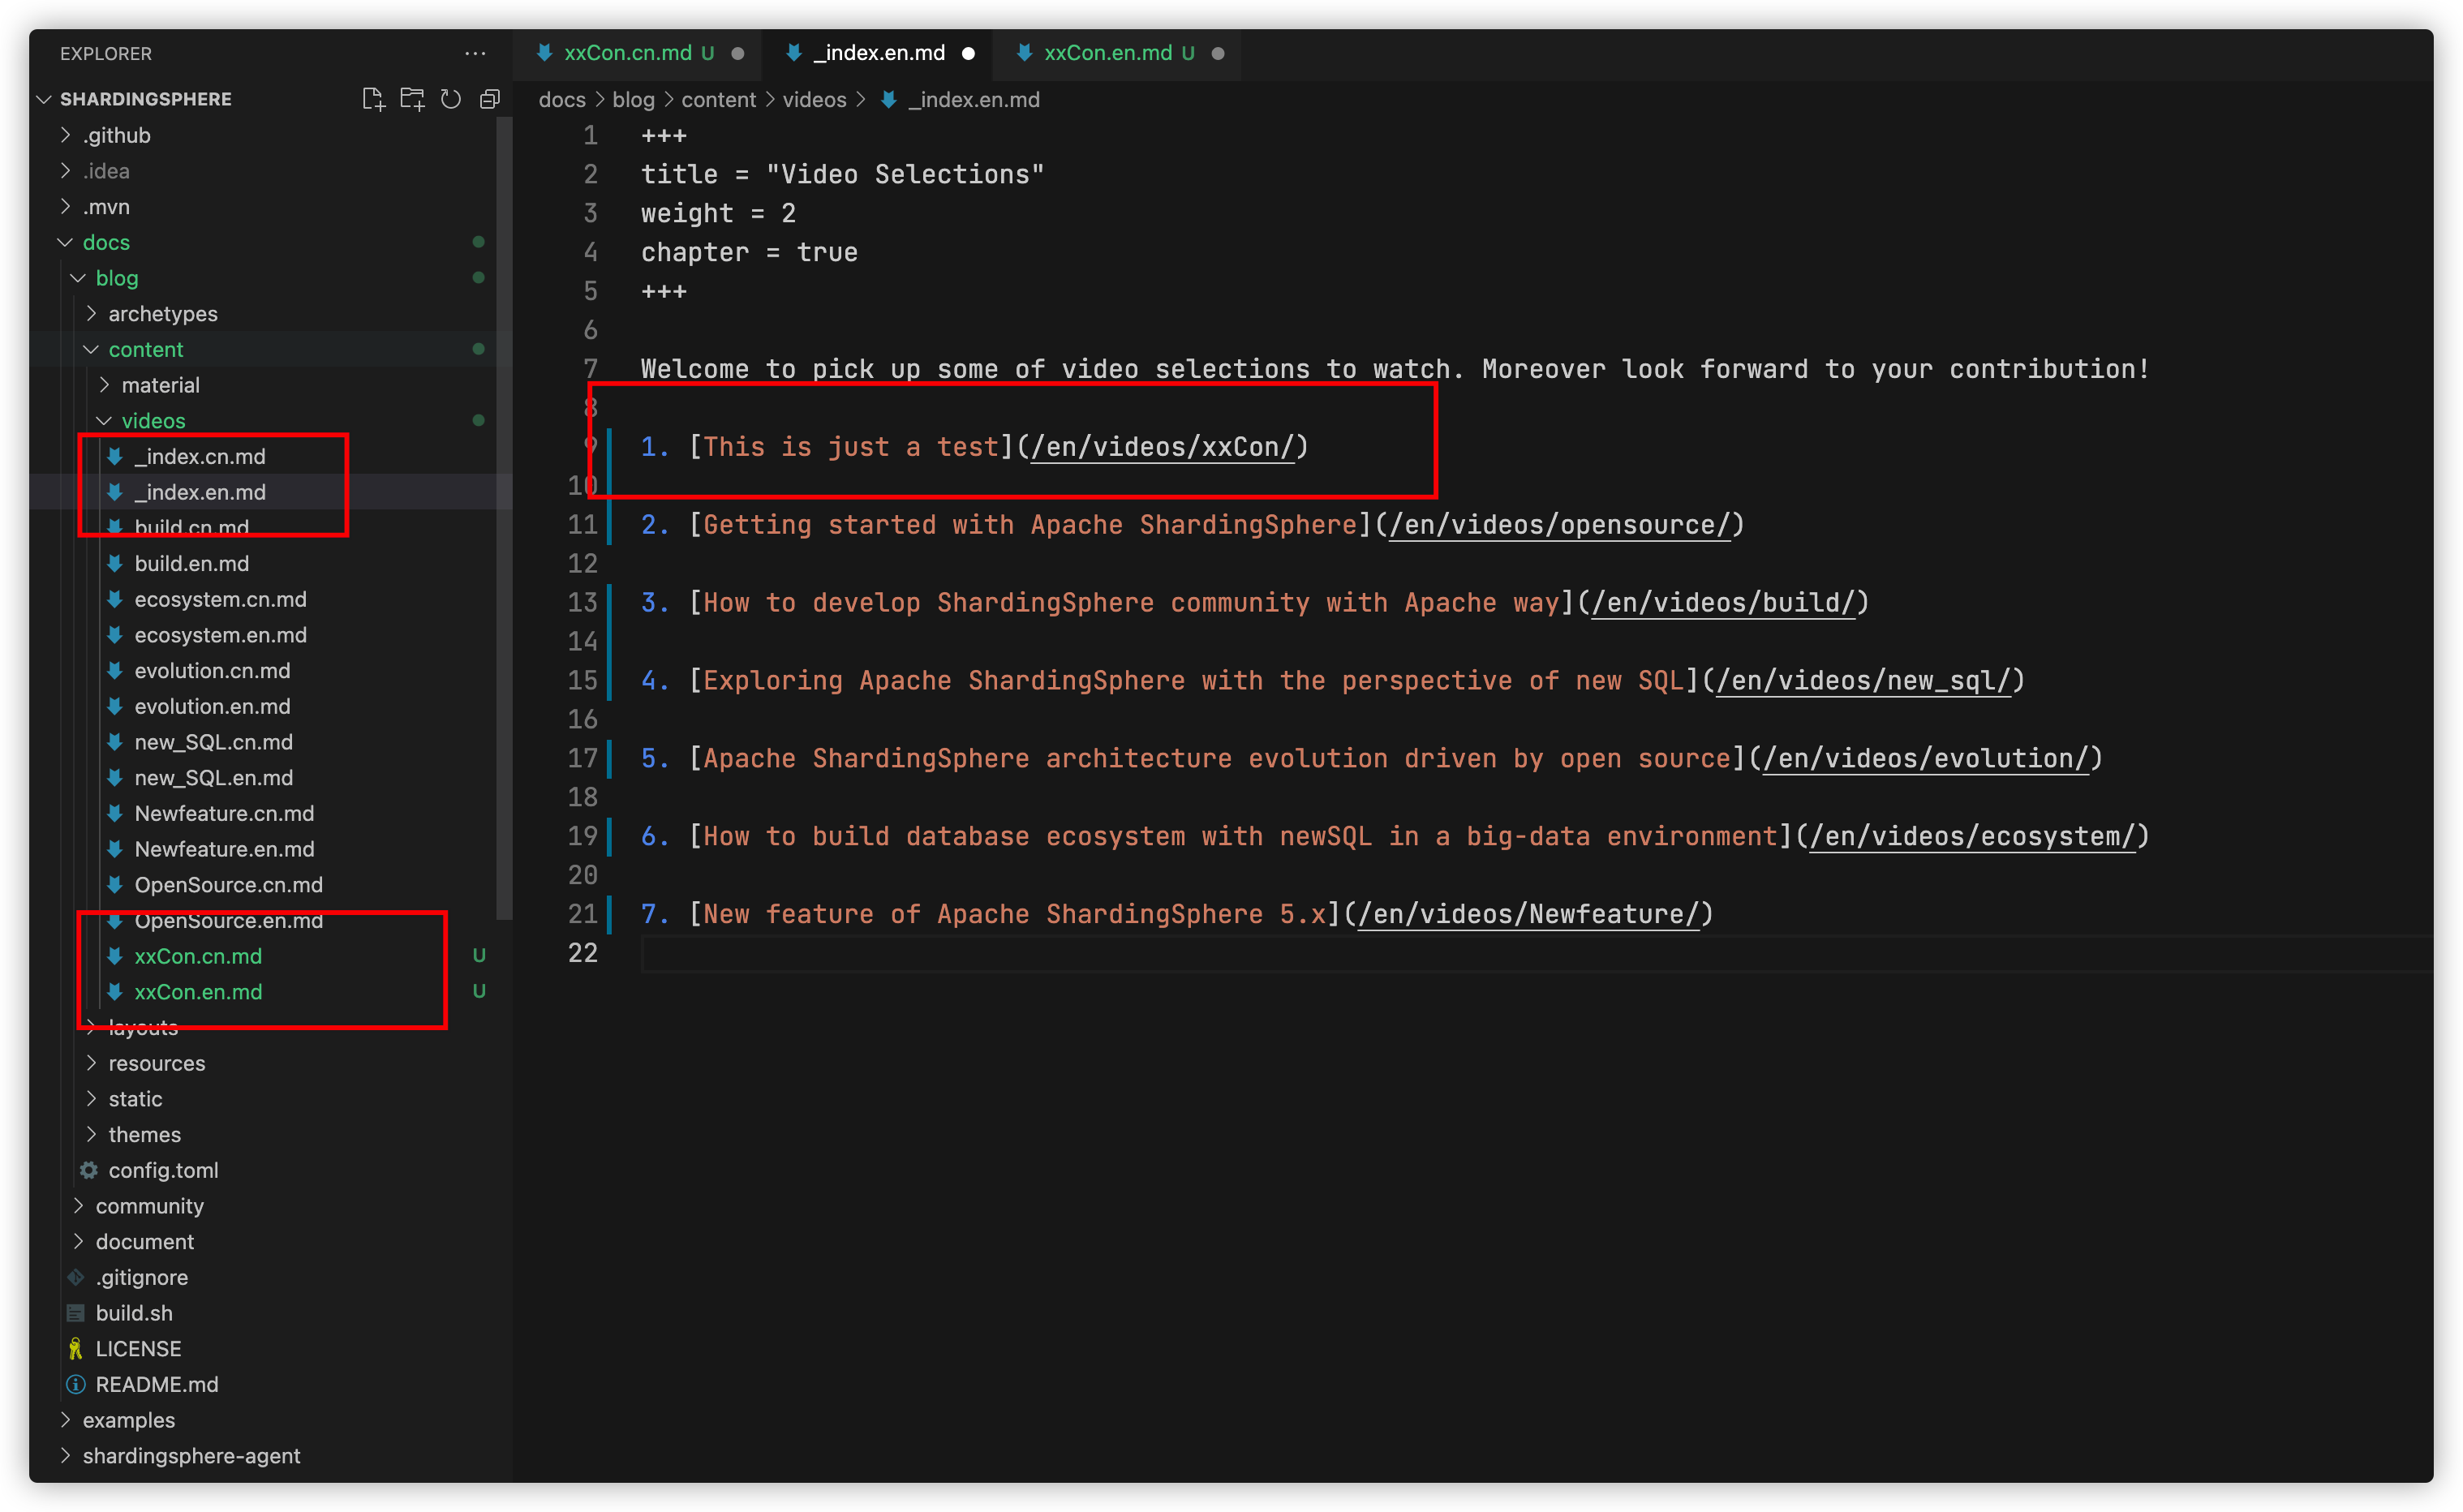 EXPLORER
SHARDINGSPHERE
.github
.idea
.mvn
docs
blog
archetypes
content
material
videos
_index.cn.md
_index.en.md
build.cn.md
build.en.md
ecosystem.cn.md
ecosystem.en.md
evolution.cn.md
evolution.en.md
new_SQL.cn.md
new_SQL.en.md
Newfeature.cn.md
Newfeature.en.md
OpenSource.cn.md
OpenSource.en.md
xxCon.cn.md U
xxCon.en.md U
layouts
resources
static
themes
config.toml
community
document
.gitignore
build.sh
LICENSE
README.md
examples
shardingsphere-agent
xxCon.cn.md U
_index.en.md
xxCon.en.md U
docs > blog > content > videos > _index.en.md
1 +++
2 title = "Video Selections"
3 weight = 2
4 chapter = true
5 +++
6
7 Welcome to pick up some of video selections to watch. Moreover look forward to your contribution!
8
9 1. [This is just a test](/en/videos/xxCon/)
10
11 2. [Getting started with Apache ShardingSphere](/en/videos/opensource/)
12
13 3. [How to develop ShardingSphere community with Apache way](/en/videos/build/)
14
15 4. [Exploring Apache ShardingSphere with the perspective of new SQL](/en/videos/new_sql/)
16
17 5. [Apache ShardingSphere architecture evolution driven by open source](/en/videos/evolution/)
18
19 6. [How to build database ecosystem with newSQL in a big-data environment](/en/videos/ecosystem/)
20
21 7. [New feature of Apache ShardingSphere 5.x](/en/videos/Newfeature/)
22